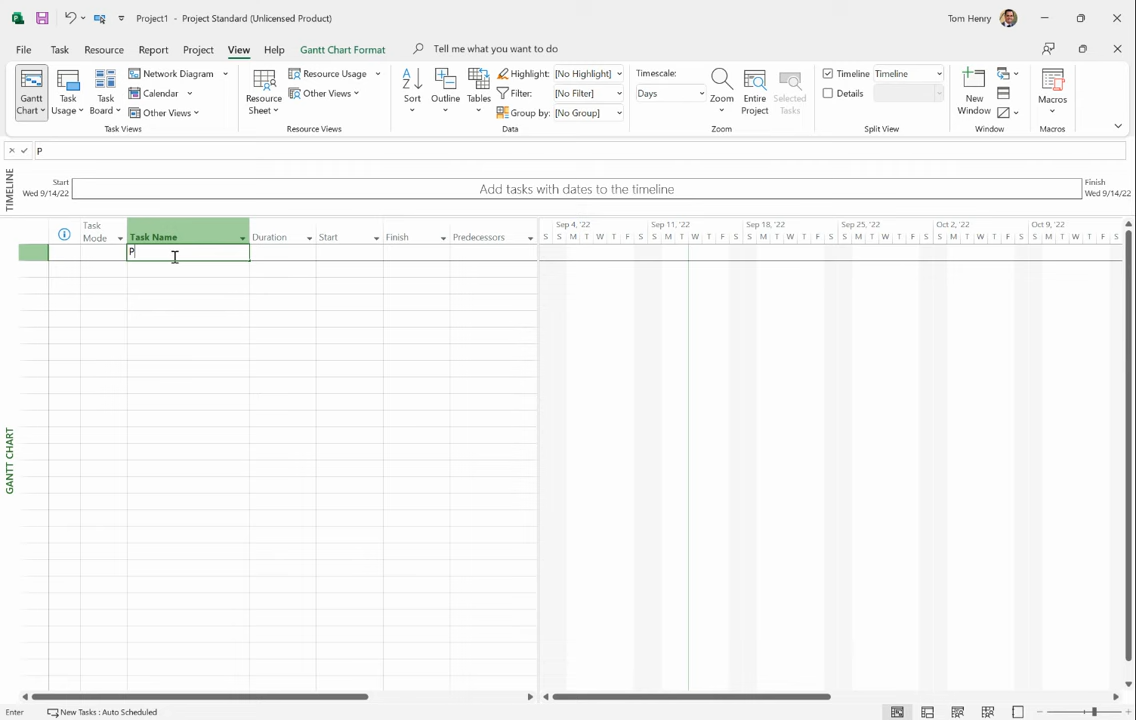 Project1 - Project Standard (Unlicensed Product)
Tom Henry
File Task Resource Report Project View Help Gantt Chart Format Tell me what you want to do
Gantt Chart
Task Usage
Task Board
Network Diagram
Calendar
Other Views
Task Views
Resource Sheet
Resource Usage
Other Views
Resource Views
Sort
Outline
Tables
Highlight: [No Highlight]
Filter: [No Filter]
Group by: [No Group]
Data
Timescale:
Days
Zoom
Entire Project
Selected Tasks
Zoom
Timeline Timeline
Details
Split View
New Window
Window
Macros
Macros
P
TIMELINE
Start
Wed 9/14/22
Add tasks with dates to the timeline
Finish
Wed 9/14/22
Task Mode Task Name Duration Start Finish Predecessors
Sep 4, '22 Sep 11, '22 Sep 18, '22 Sep 25, '22 Oct 2, '22 Oct 9, '22
S S M T W T F S S M T W T F S S M T W T F S S M T W T F S S M T W T F S S M T W T F S
P
GANTT CHART
Enter New Tasks : Auto Scheduled